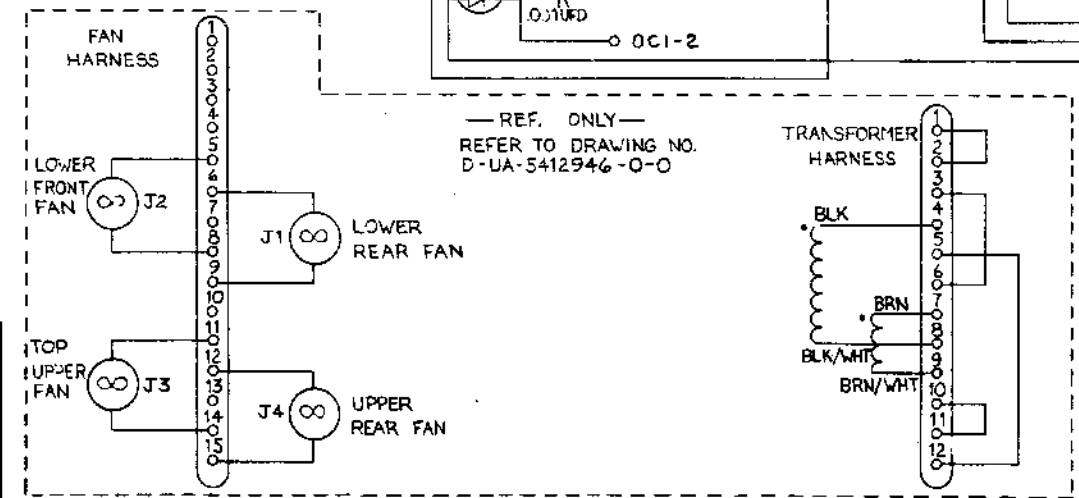 .001UFD
OC1-2
FAN
HARNESS
1
2
3
4
5
6
7
8
9
10
11
12
13
14
15
LOWER
FRONT
FAN
J2
J1
LOWER
REAR FAN
TOP
UPPER
FAN
J3
J4
UPPER
REAR FAN
— REF. ONLY —
REFER TO DRAWING NO.
D-UA-5412946-0-0
TRANSFORMER
HARNESS
1
2
3
4
5
6
7
8
9
10
11
12
BLK
BRN
BLK/WHT
BRN/WHT